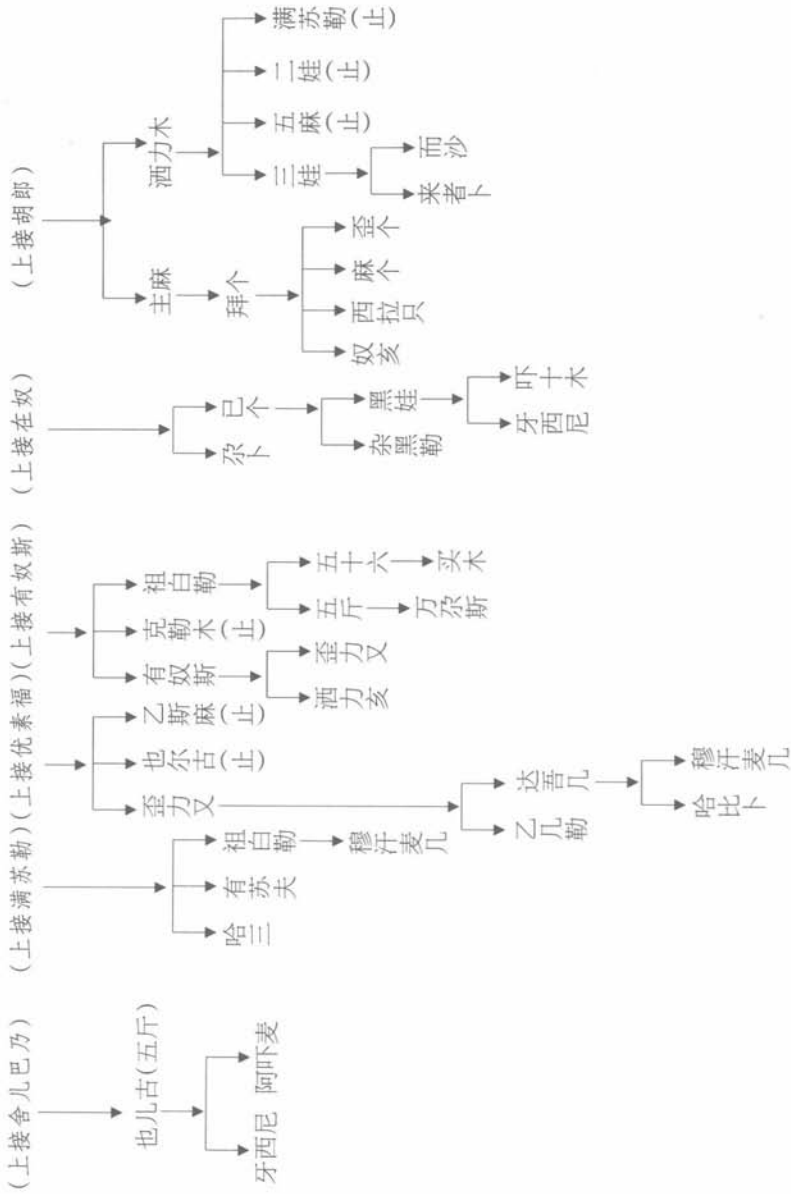 (上接舍儿巴乃)
也儿古(五斤)
牙西尼
阿吓麦
(上接满苏勒)
哈三
有苏夫
祖白勒
穆汗麦几
(上接优素福)
歪力又
也尔古(止)
乙斯麻(止)
乙几勒
达吾几
哈比卜
穆汗麦几
(上接有奴斯)
有奴斯
克勒木(止)
祖白勒
洒力亥
歪力又
五斤
五十六
万尕斯
买木
(上接在奴)
尕卜
已个
杂黑勒
黑娃
牙西尼
吓十木
(上接胡郎)
主麻
洒力木
拜个
奴亥
西拉只
麻个
歪个
三娃
五麻(止)
二娃(止)
满苏勒(止)
来者卜
而沙